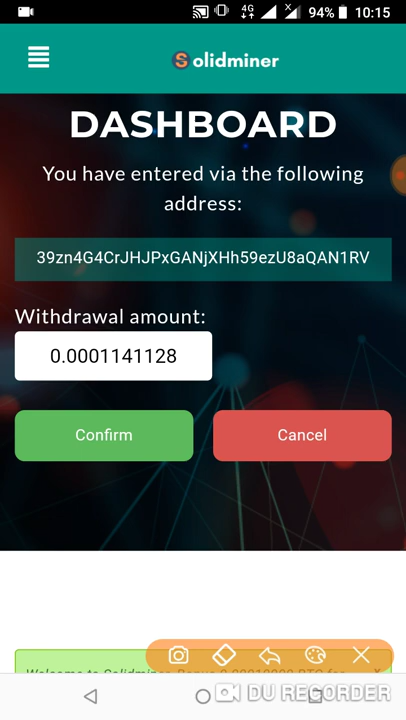 4G
X
94%
10:15
Solidminer
DASHBOARD
You have entered via the following
address:
39zn4G4CrJHJPxGANjXHh59ezU8aQAN1RV
Withdrawal amount:
0.0001141128
Confirm
Cancel
Welcome to Solidminer
DU RECORDER